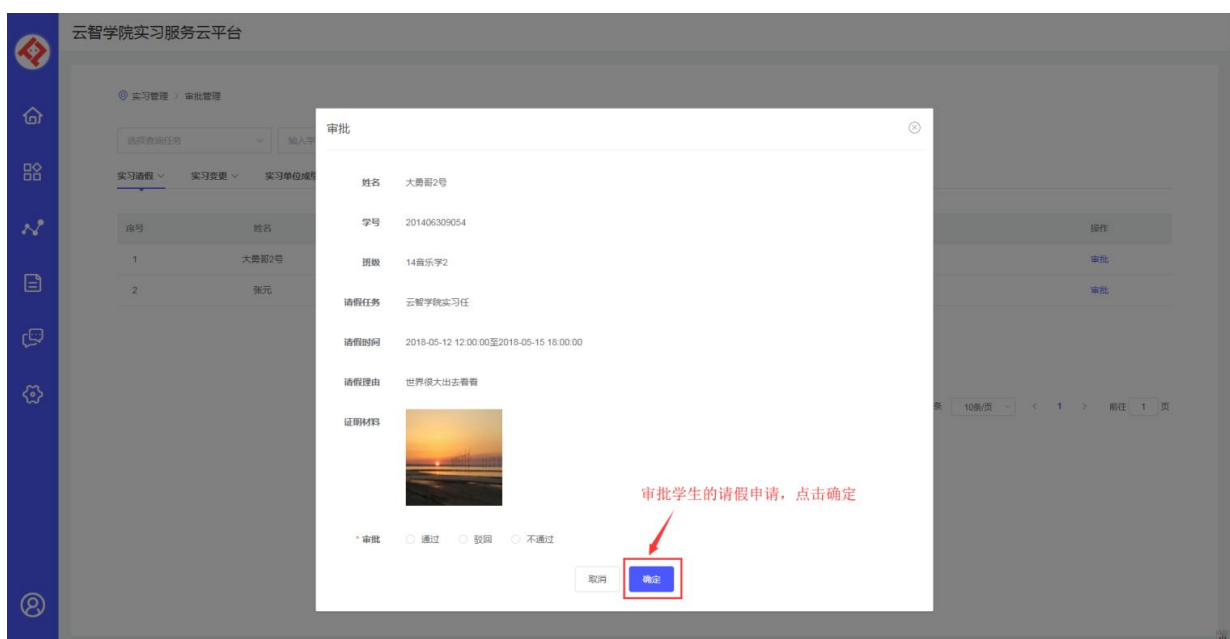 云智学院实习服务云平台
实习管理 > 审批管理
选择查询任务 输入学
实习请假 实习变更 实习单位成绩
序号 姓名 操作
1 大勇哥2号 审批
2 张元 审批
条 10条/页 < 1 > 前往 1 页
审批
姓名 大勇哥2号
学号 201406309054
班级 14音乐学2
请假任务 云智学院实习任
请假时间 2018-05-12 12:00:00至2018-05-15 18:00:00
请假理由 世界很大出去看看
证明材料
审批学生的请假申请，点击确定
* 审批 通过 驳回 不通过
取消 确定